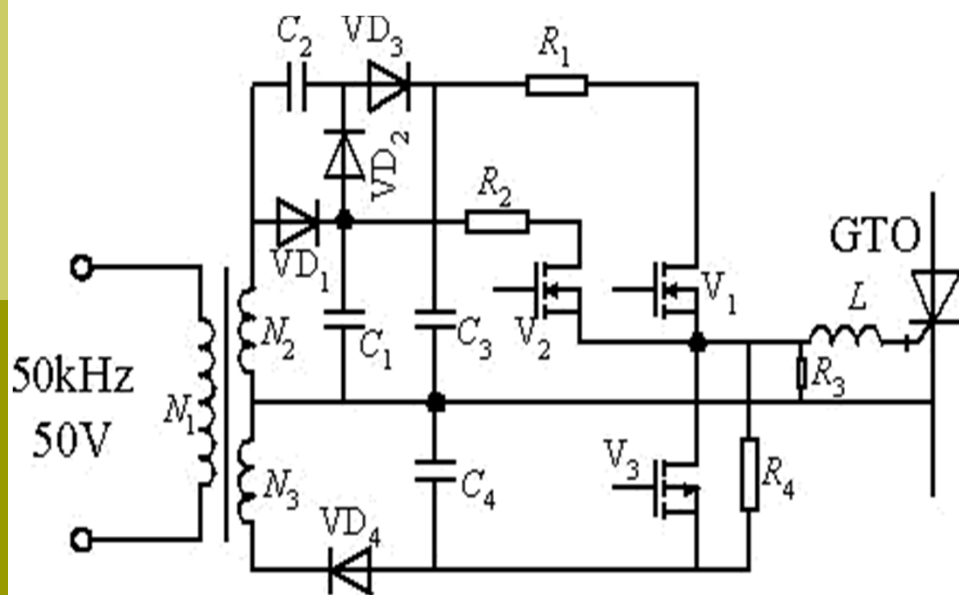 C₂
VD₃
R₁
VD₂
R₂
GTO
VD₁
V₁
L
V₂
N₂
C₁
C₃
R₃
50kHz
50V
N₁
V₃
R₄
N₃
C₄
VD₄